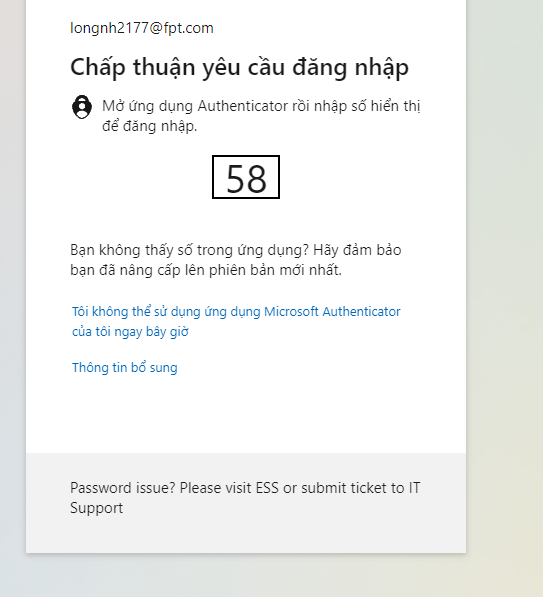 longnh2177@fpt.com
Chấp thuận yêu cầu đăng nhập
Mở ứng dụng Authenticator rồi nhập số hiển thị
để đăng nhập.
58
Bạn không thấy số trong ứng dụng? Hãy đảm bảo
bạn đã nâng cấp lên phiên bản mới nhất.
Tôi không thể sử dụng ứng dụng Microsoft Authenticator
của tôi ngay bây giờ
Thông tin bổ sung
Password issue? Please visit ESS or submit ticket to IT
Support